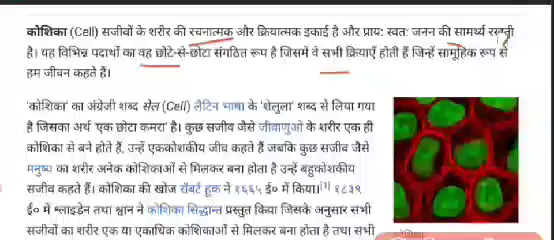 कोशिका (Cell) सजीवों के शरीर की रचनात्मक और क्रियात्मक इकाई है और प्राय: स्वत: जनन की सामर्थ्य रखती
है। यह विभिन्न पदार्थों का वह छोटे-से-छोटा संगठित रूप है जिसमें वे सभी क्रियाएँ होती हैं जिन्हें सामूहिक रूप से
हम जीवन कहते हैं।
'कोशिका' का अंग्रेजी शब्द सेल (Cell) लैटिन भाषा के 'शेलुला' शब्द से लिया गया
है जिसका अर्थ 'एक छोटा कमरा' है। कुछ सजीव जैसे जीवाणुओं के शरीर एक ही
कोशिका से बने होते हैं, उन्हें एककोशकीय जीव कहते हैं जबकि कुछ सजीव जैसे
मनुष्य का शरीर अनेक कोशिकाओं से मिलकर बना होता है उन्हें बहुकोशकीय
सजीव कहते हैं। कोशिका की खोज रॉबर्ट हूक ने १६६५ ई० में किया।[१] १८३९
ई० में श्लाइडेन तथा श्वान ने कोशिका सिद्धान्त प्रस्तुत किया जिसके अनुसार सभी
सजीवों का शरीर एक या एकाधिक कोशिकाओं से मिलकर बना होता है तथा सभी